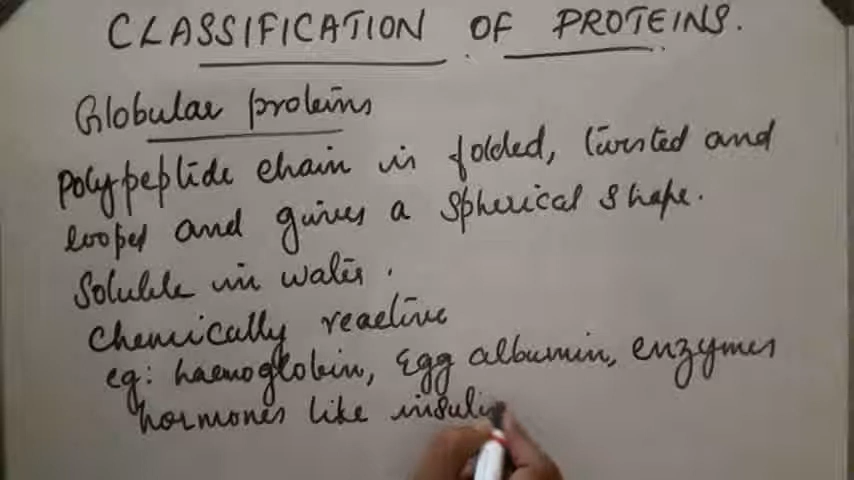 CLASSIFICATION OF PROTEINS.
Globular proteins
Polypeptide chain is folded, twisted and
looped and gives a spherical shape.
Soluble in water.
Chemically reactive
eg: haemoglobin, Egg albumin, enzymes
hormones like insuli